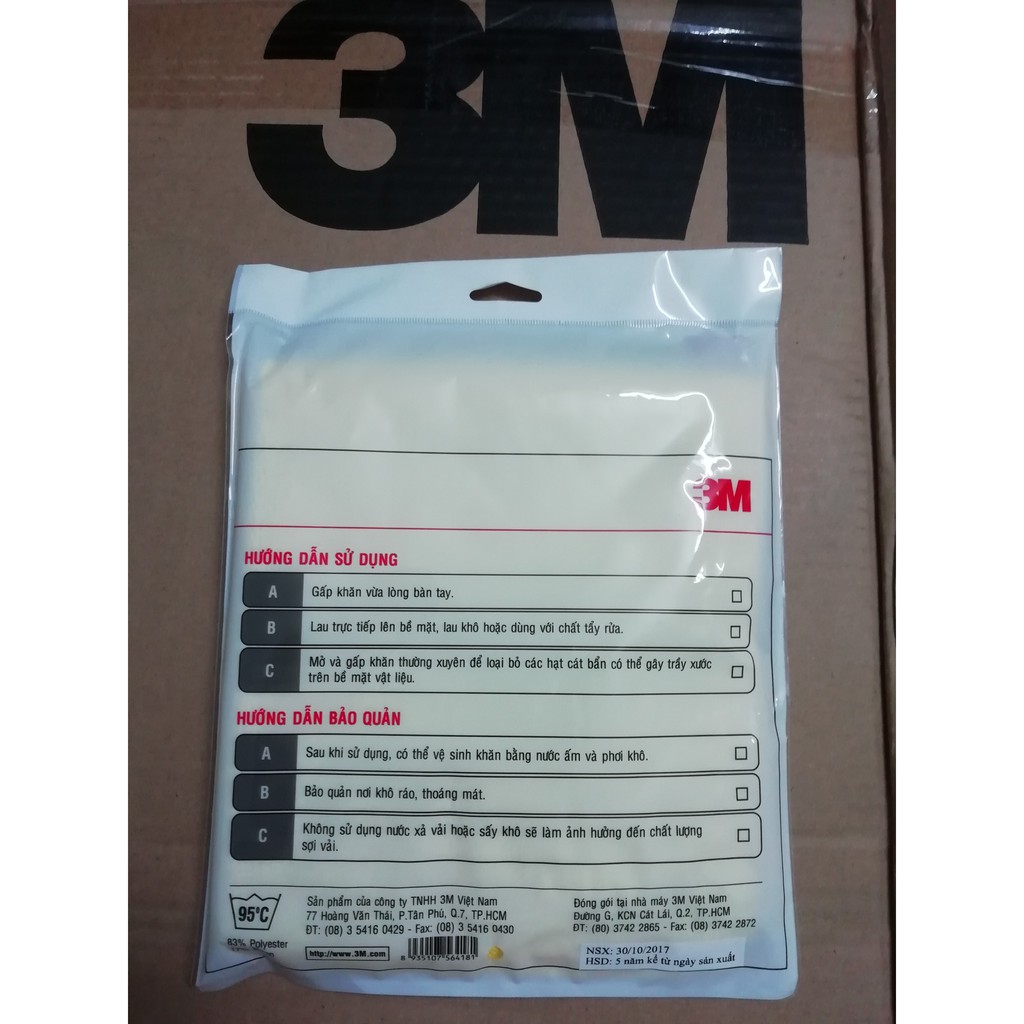 3M
3M
HƯỚNG DẪN SỬ DỤNG
A
Gấp khăn vừa lòng bàn tay.
B
Lau trực tiếp lên bề mặt, lau khô hoặc dùng với chất tẩy rửa.
C
Mở và gấp khăn thường xuyên để loại bỏ các hạt cát bẩn có thể gây trầy xước
trên bề mặt vật liệu.
HƯỚNG DẪN BẢO QUẢN
A
Sau khi sử dụng, có thể vệ sinh khăn bằng nước ấm và phơi khô.
B
Bảo quản nơi khô ráo, thoáng mát.
C
Không sử dụng nước xả vải hoặc sấy khô sẽ làm ảnh hưởng đến chất lượng
sợi vải.
95°C
83% Polyester
Sản phẩm của công ty TNHH 3M Việt Nam
77 Hoàng Văn Thái, P.Tân Phú, Q.7, TP.HCM
ĐT: (08) 3 5416 0429 - Fax: (08) 3 5416 0430
http://www.3M.com
8 935107 564181
Đóng gói tại nhà máy 3M Việt Nam
Đường G, KCN Cát Lái, Q.2, TP.HCM
ĐT: (80) 3742 2865 - Fax: (08) 3742 2872
NSX: 30/10/2017
HSD: 5 năm kể từ ngày sản xuất